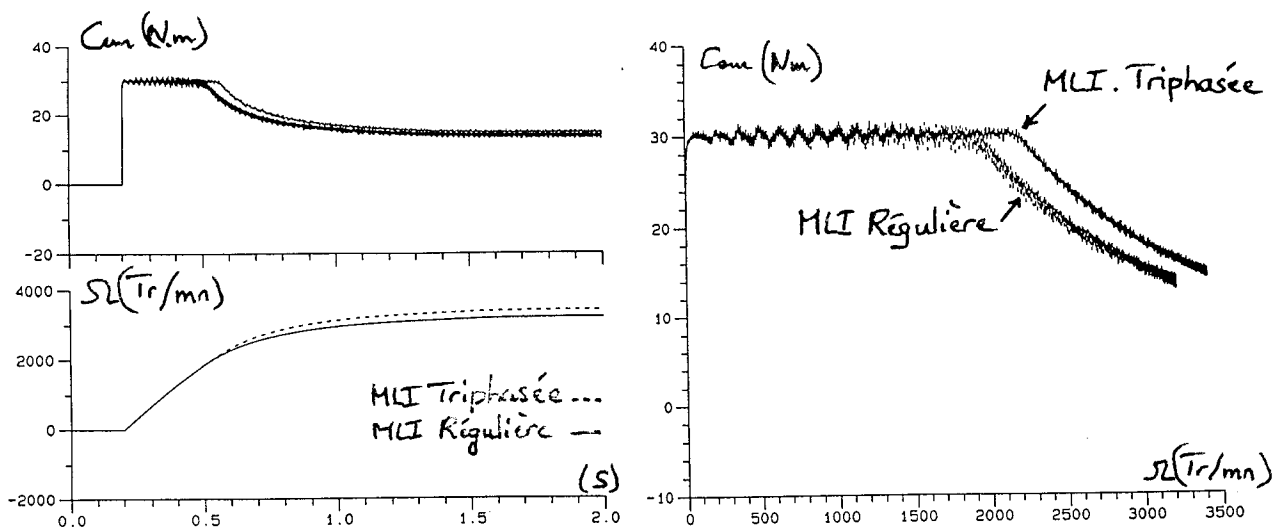 Cem (N.m)
40
20
0
-20
Ω (Tr/mn)
4000
2000
0
-2000
MLI Triphasée ---
MLI Régulière —
(S)
0.0 0.5 1.0 1.5 2.0
Cem (Nm)
40
30
20
10
0
-10
MLI. Triphasée
MLI Régulière
Ω (Tr/mn)
0 500 1000 1500 2000 2500 3000 3500